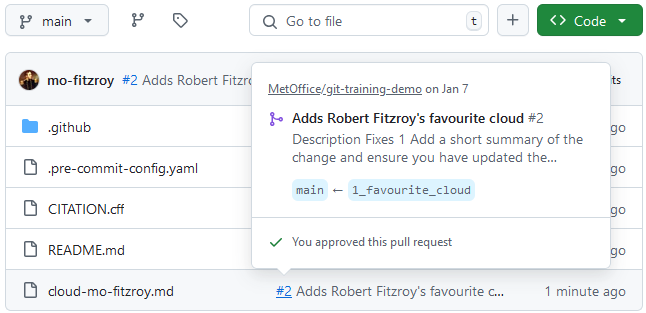 main
Go to file
t
Code
mo-fitzroy #2 Adds Robert Fitzro
MetOffice/git-training-demo on Jan 7
Adds Robert Fitzroy's favourite cloud #2
Description Fixes 1 Add a short summary of the
change and ensure you have updated the...
main ← 1_favourite_cloud
You approved this pull request
.github
ago
.pre-commit-config.yaml
ago
CITATION.cff
ago
README.md
ago
cloud-mo-fitzroy.md
#2 Adds Robert Fitzroy's favourite c...
1 minute ago